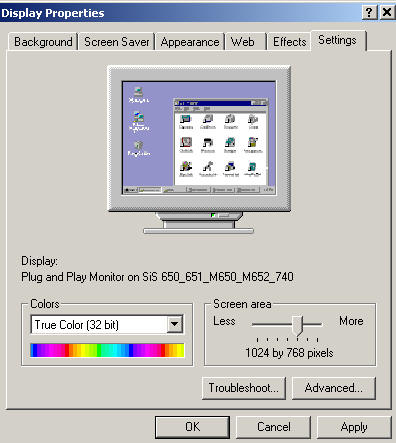 Display Properties
Background Screen Saver Appearance Web Effects Settings
Display:
Plug and Play Monitor on SiS 650_651_M650_M652_740
Colors
True Color (32 bit)
Screen area
Less More
1024 by 768 pixels
Troubleshoot... Advanced...
OK Cancel Apply